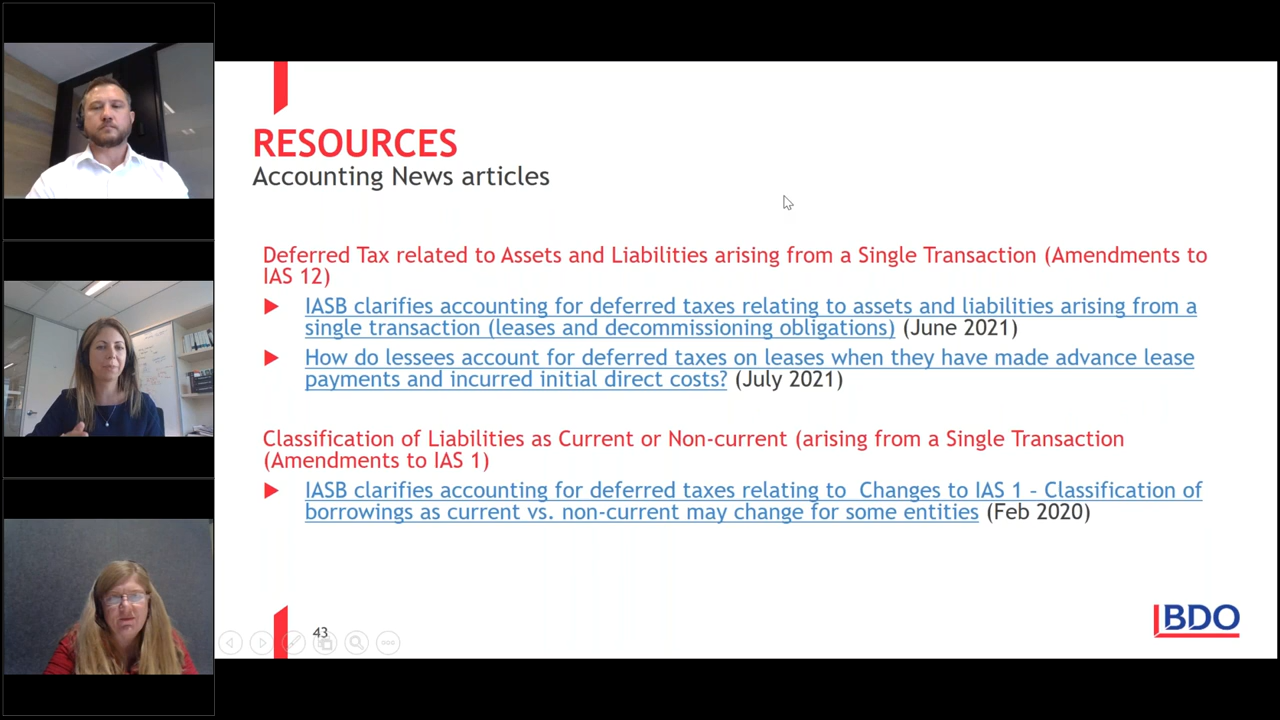 RESOURCES
Accounting News articles
Deferred Tax related to Assets and Liabilities arising from a Single Transaction (Amendments to
IAS 12)
IASB clarifies accounting for deferred taxes relating to assets and liabilities arising from a
single transaction (leases and decommissioning obligations) (June 2021)
How do lessees account for deferred taxes on leases when they have made advance lease
payments and incurred initial direct costs? (July 2021)
Classification of Liabilities as Current or Non-current (arising from a Single Transaction
(Amendments to IAS 1)
IASB clarifies accounting for deferred taxes relating to  Changes to IAS 1 – Classification of
borrowings as current vs. non-current may change for some entities (Feb 2020)
43
BDO